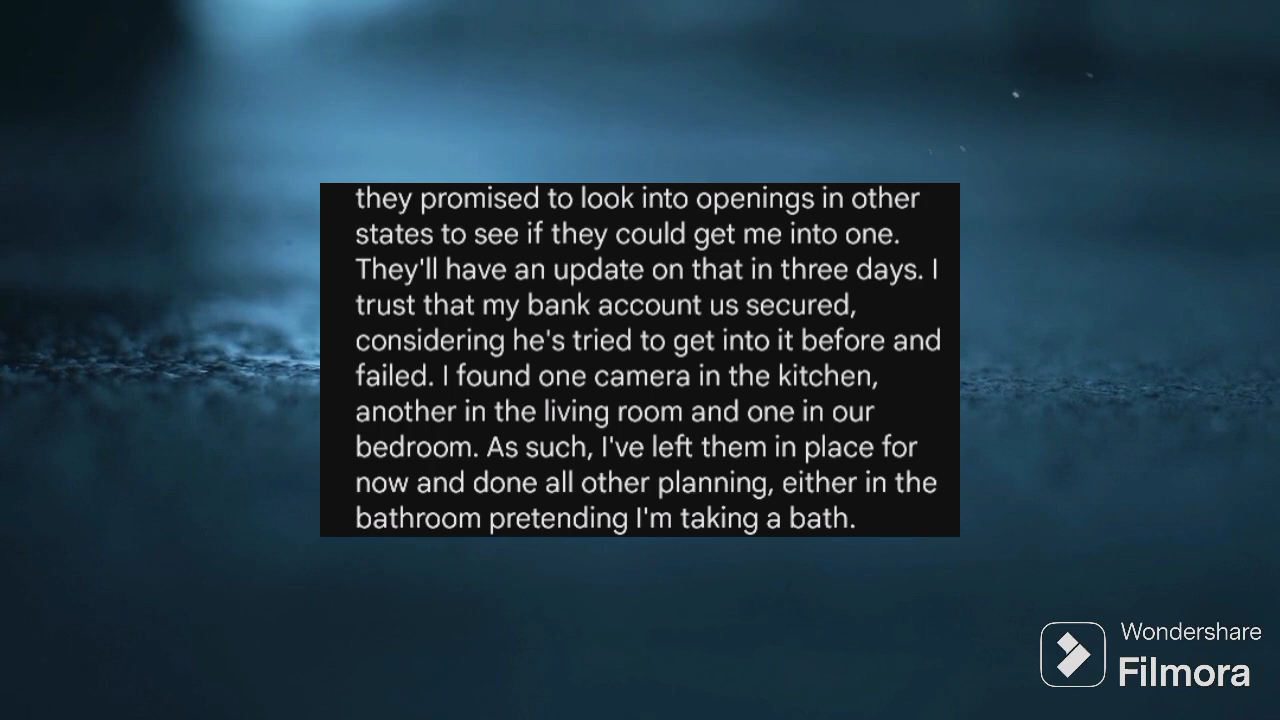 they promised to look into openings in other
states to see if they could get me into one.
They'll have an update on that in three days. I
trust that my bank account us secured,
considering he's tried to get into it before and
failed. I found one camera in the kitchen,
another in the living room and one in our
bedroom. As such, I've left them in place for
now and done all other planning, either in the
bathroom pretending I'm taking a bath.
Wondershare
Filmora